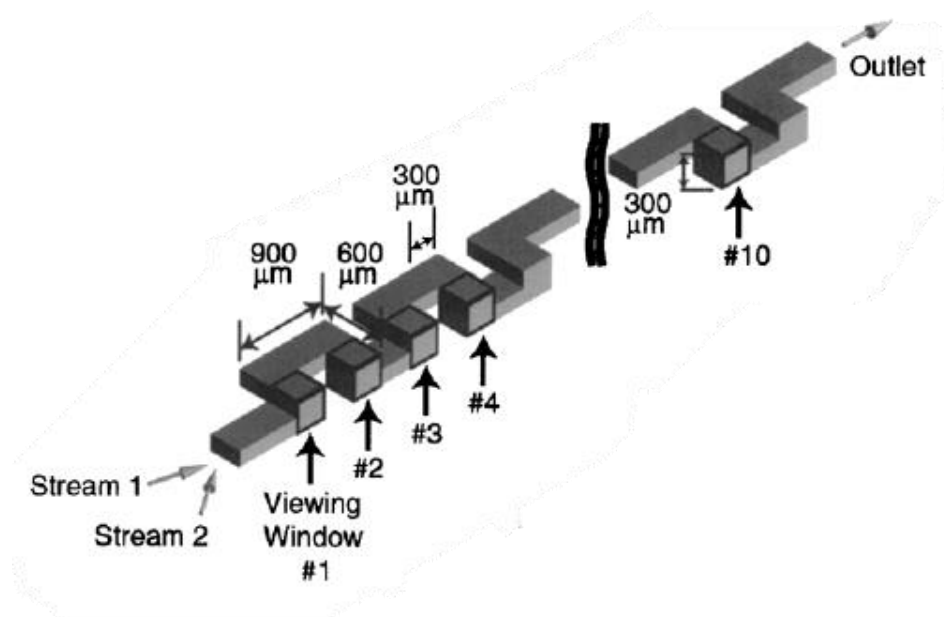 Outlet
300
μm
300
μm
#10
900
μm
600
μm
#4
#3
#2
Stream 1
Stream 2
Viewing
Window
#1